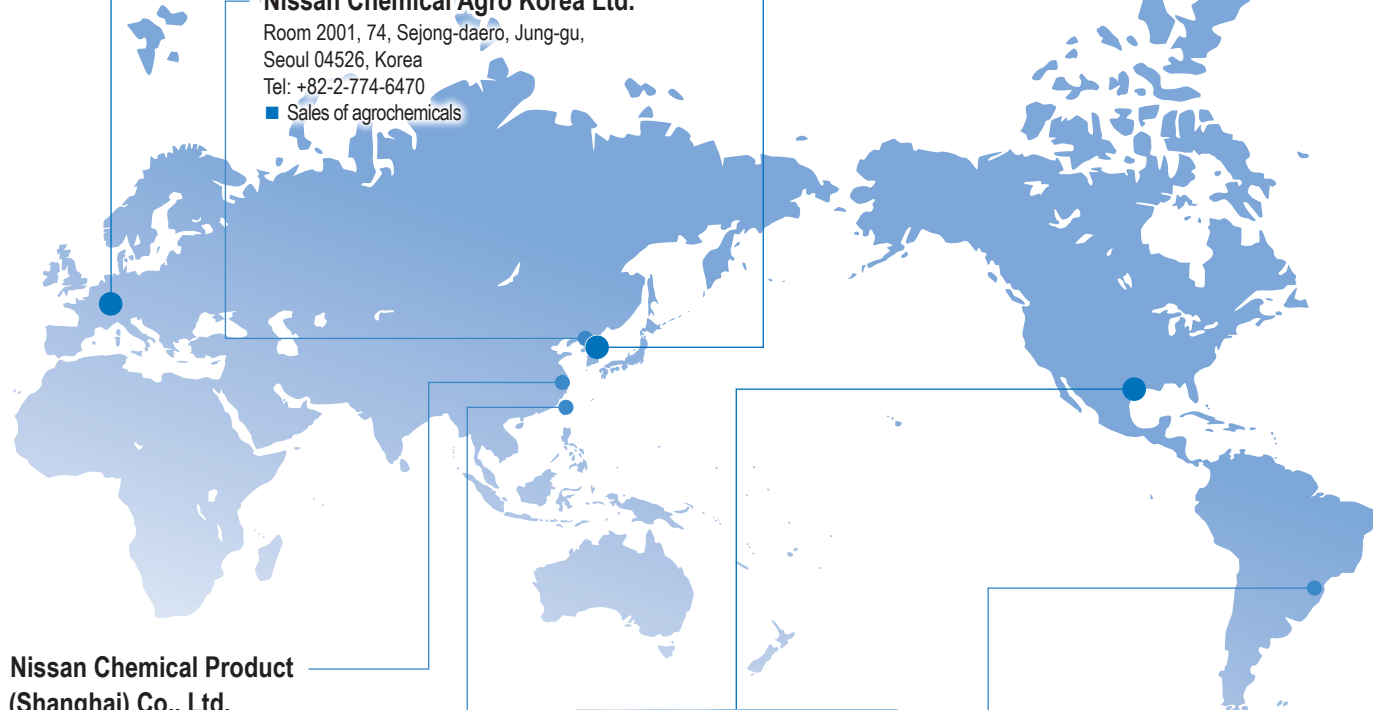 Nissan Chemical Agro Korea Ltd.
Room 2001, 74, Sejong-daero, Jung-gu,
Seoul 04526, Korea
Tel: +82-2-774-6470
■ Sales of agrochemicals
Nissan Chemical Product
(Shanghai) Co., Ltd.